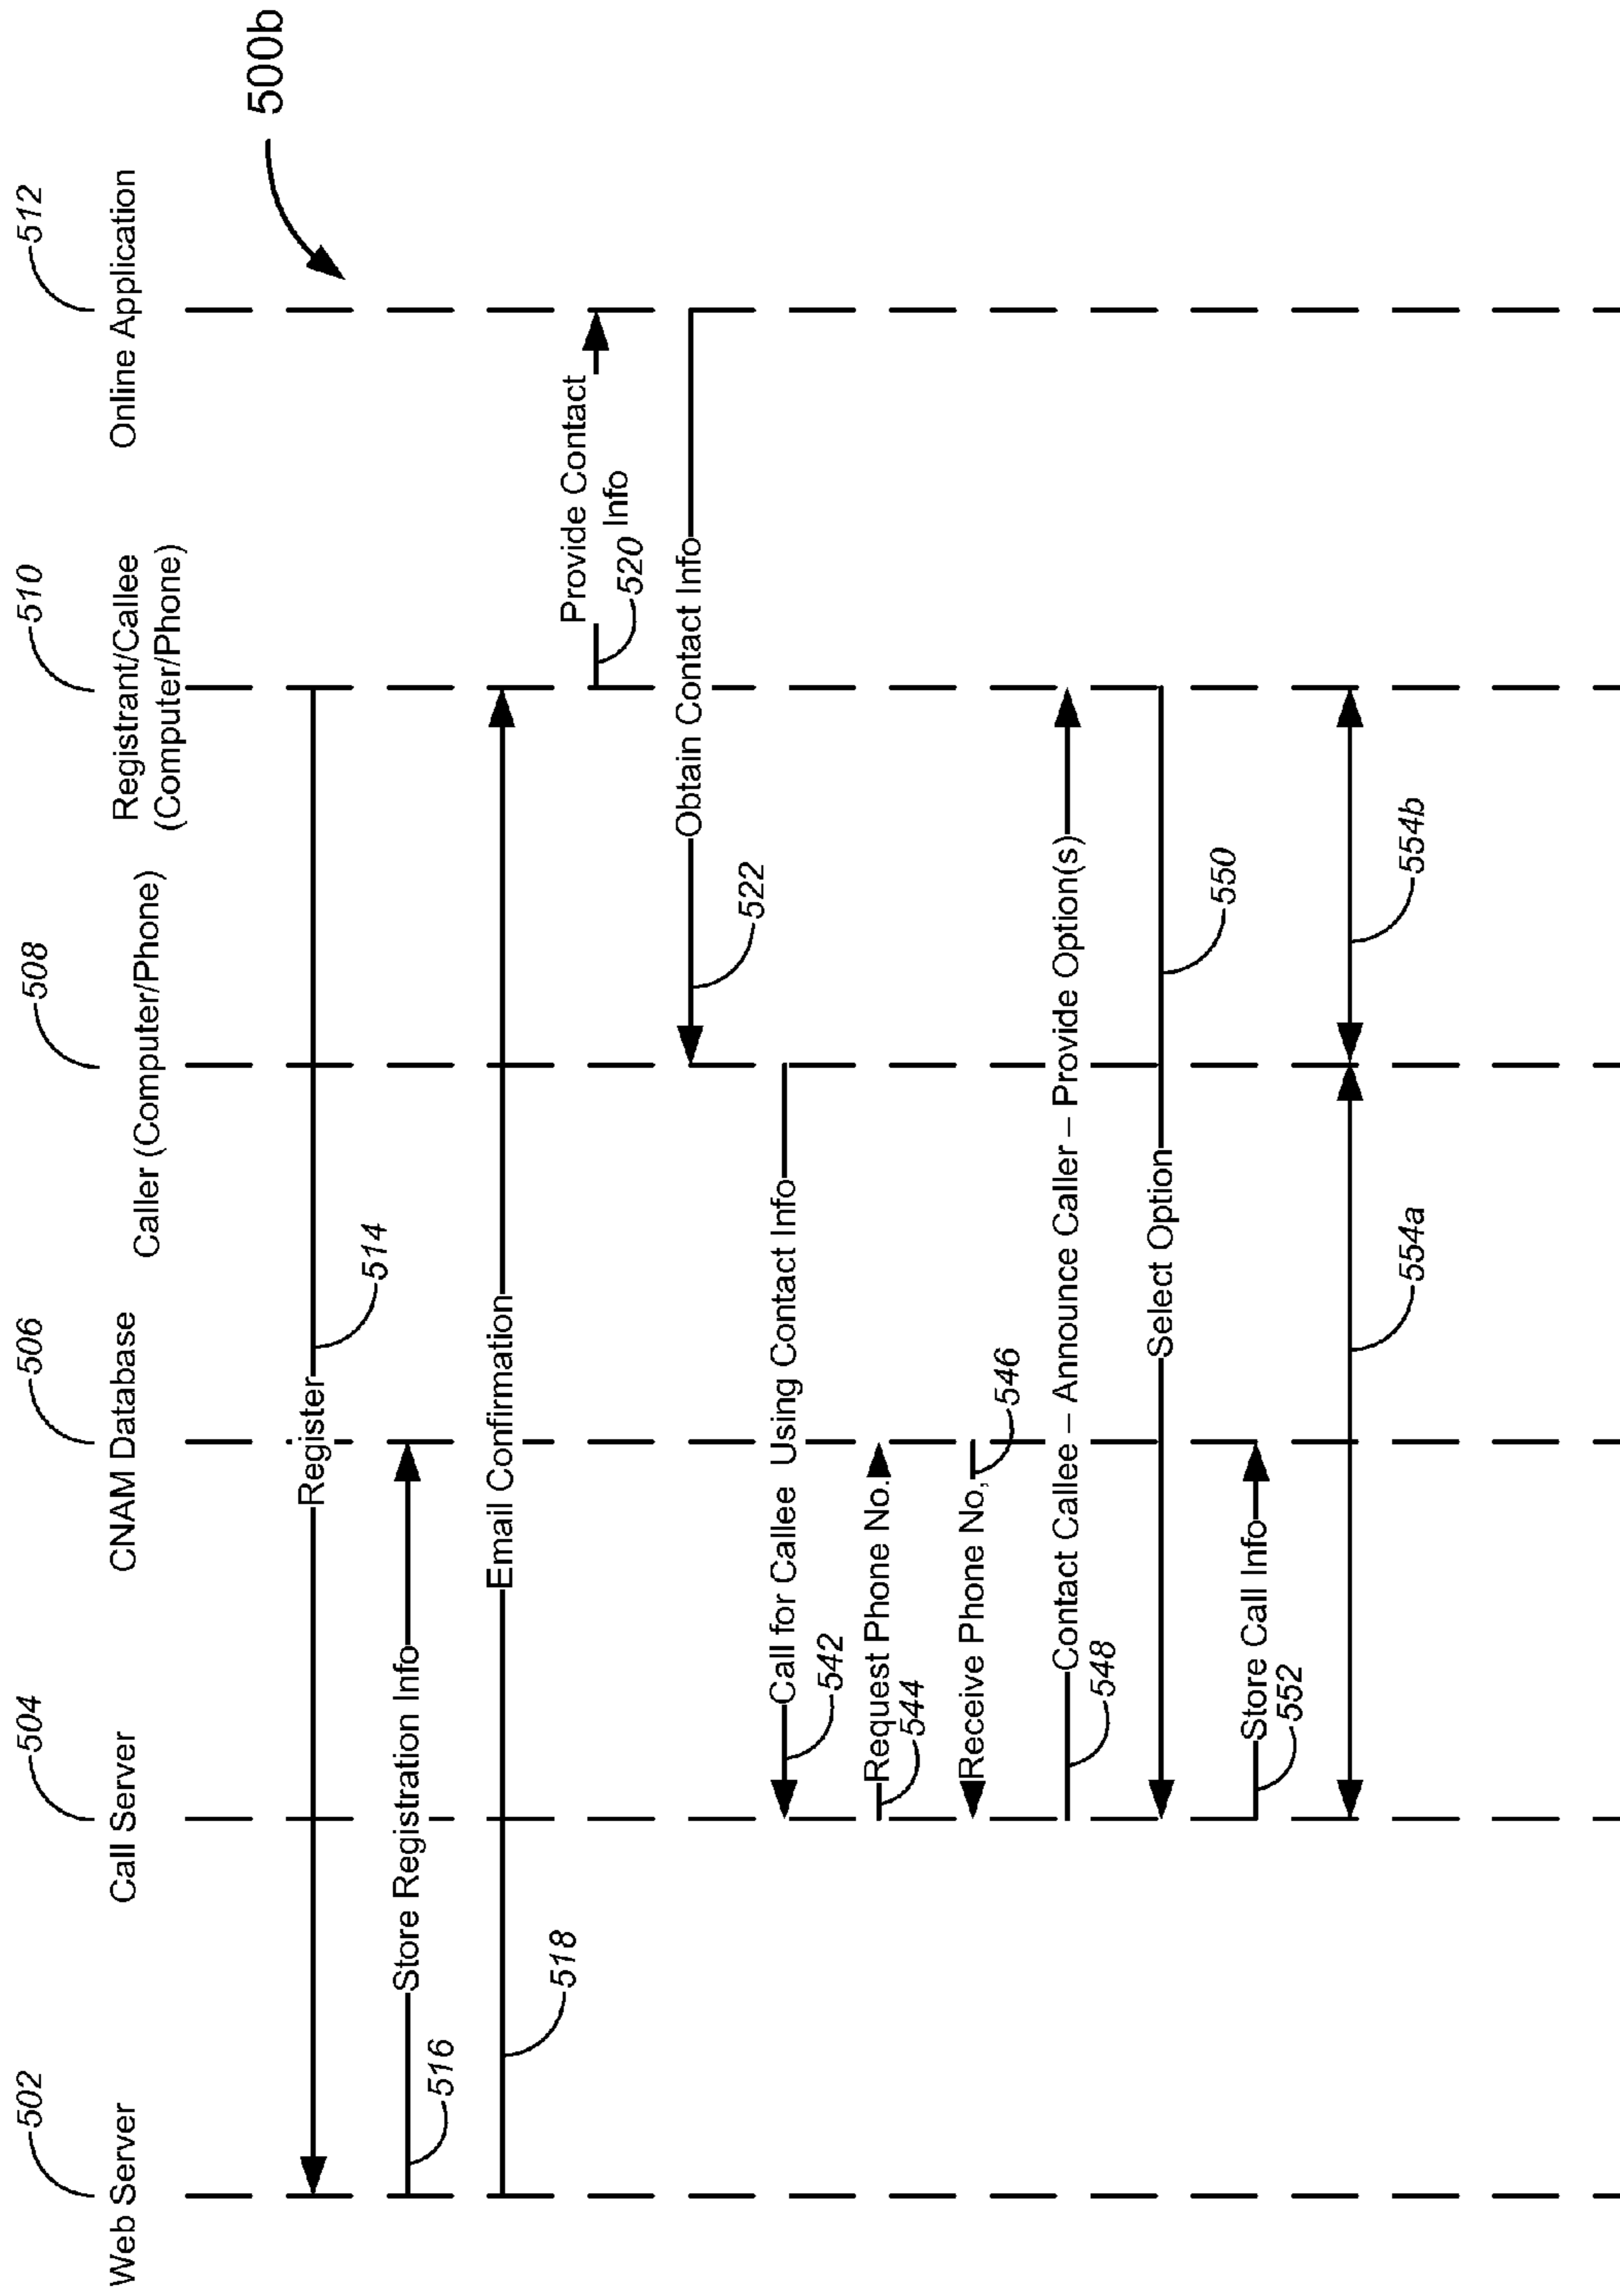 502
504
506
508
510
512
Web Server
Call Server
CNAM Database
Caller (Computer/Phone)
Registrant/Callee
(Computer/Phone)
Online Application
500b
Register
514
Store Registration Info
516
Email Confirmation
518
Provide Contact
Info
520
Obtain Contact Info
522
Call for Callee Using Contact Info
542
Request Phone No.
544
Receive Phone No,
546
Contact Callee – Announce Caller – Provide Option(s)
548
Select Option
550
Store Call Info
552
554a
554b